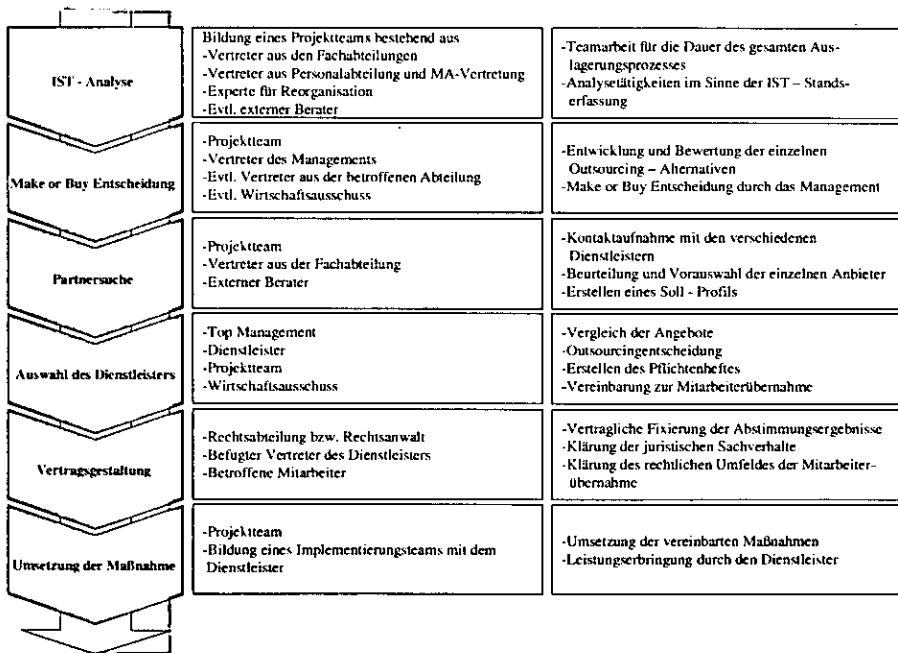 IST - Analyse
Bildung eines Projektteams bestehend aus
-Vertreter aus den Fachabteilungen
-Vertreter aus Personalabteilung und MA-Vertretung
-Experte für Reorganisation
-Evtl. externer Berater
-Teamarbeit für die Dauer des gesamten Aus-
lagerungsprozesses
-Analysetätigkeiten im Sinne der IST – Stands-
erfassung
Make or Buy Entscheidung
-Projektteam
-Vertreter des Managements
-Evtl. Vertreter aus der betroffenen Abteilung
-Evtl. Wirtschaftsausschuss
-Entwicklung und Bewertung der einzelnen
Outsourcing – Alternativen
-Make or Buy Entscheidung durch das Management
Partnersuche
-Projektteam
-Vertreter aus der Fachabteilung
-Externer Berater
-Kontaktaufnahme mit den verschiedenen
Dienstleistern
-Beurteilung und Vorauswahl der einzelnen Anbieter
-Erstellen eines Soll - Profils
Auswahl des Dienstleisters
-Top Management
-Dienstleister
-Projektteam
-Wirtschaftsausschuss
-Vergleich der Angebote
-Outsourcingentscheidung
-Erstellen des Pflichtenheftes
-Vereinbarung zur Mitarbeiterübernahme
Vertragsgestaltung
-Rechtsabteilung bzw. Rechtsanwalt
-Befugter Vertreter des Dienstleisters
-Betroffene Mitarbeiter
-Vertragliche Fixierung der Abstimmungsergebnisse
-Klärung der juristischen Sachverhalte
-Klärung des rechtlichen Umfeldes der Mitarbeiter-
übernahme
Umsetzung der Maßnahme
-Projektteam
-Bildung eines Implementierungsteams mit dem
Dienstleister
-Umsetzung der vereinbarten Maßnahmen
-Leistungserbringung durch den Dienstleister